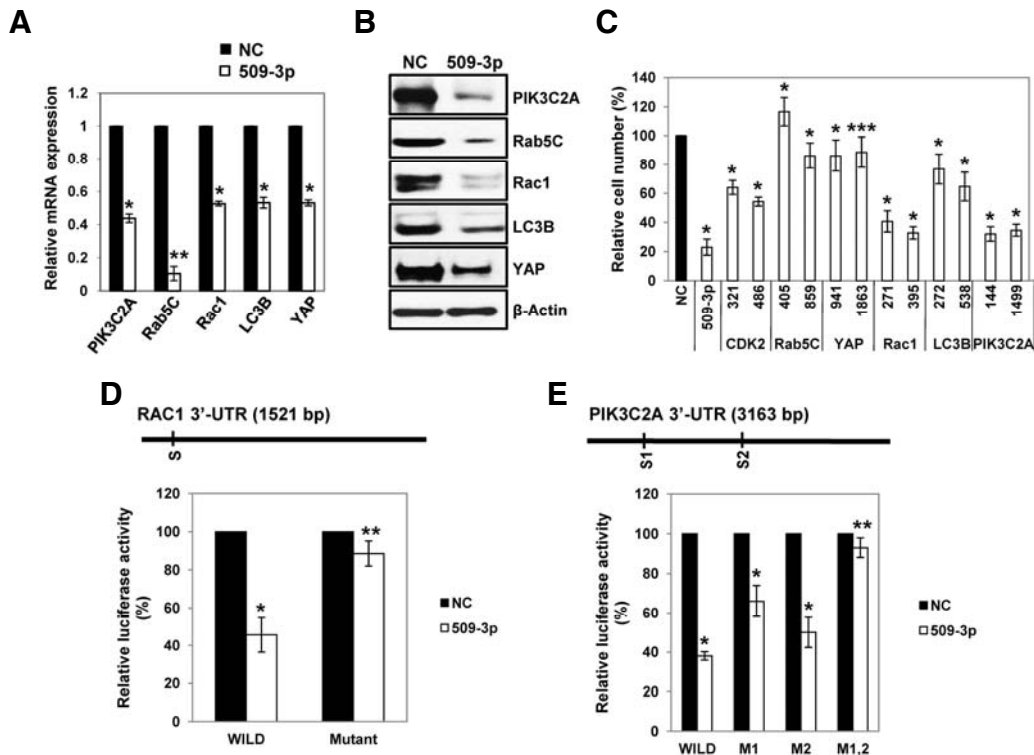 A
NC
509-3p
Relative mRNA expression
1.2
1
0.8
0.6
0.4
0.2
0
*
**
*
*
*
PIK3C2A
Rab5C
Rac1
LC3B
YAP
B
NC 509-3p
PIK3C2A
Rab5C
Rac1
LC3B
YAP
β-Actin
C
Relative cell number (%)
140
120
100
80
60
40
20
0
* * * * * * *** * * * * * *
NC
509-3p
321
486
405
859
941
1863
271
395
272
538
144
1499
CDK2 Rab5C YAP Rac1 LC3B PIK3C2A
D
RAC1 3’-UTR (1521 bp)
S
Relative luciferase activity
(%)
120
100
80
60
40
20
0
*
**
WILD Mutant
NC
509-3p
E
PIK3C2A 3’-UTR (3163 bp)
S1
S2
Relative luciferase activity
(%)
120
100
80
60
40
20
0
*
*
*
**
WILD M1 M2 M1,2
NC
509-3p